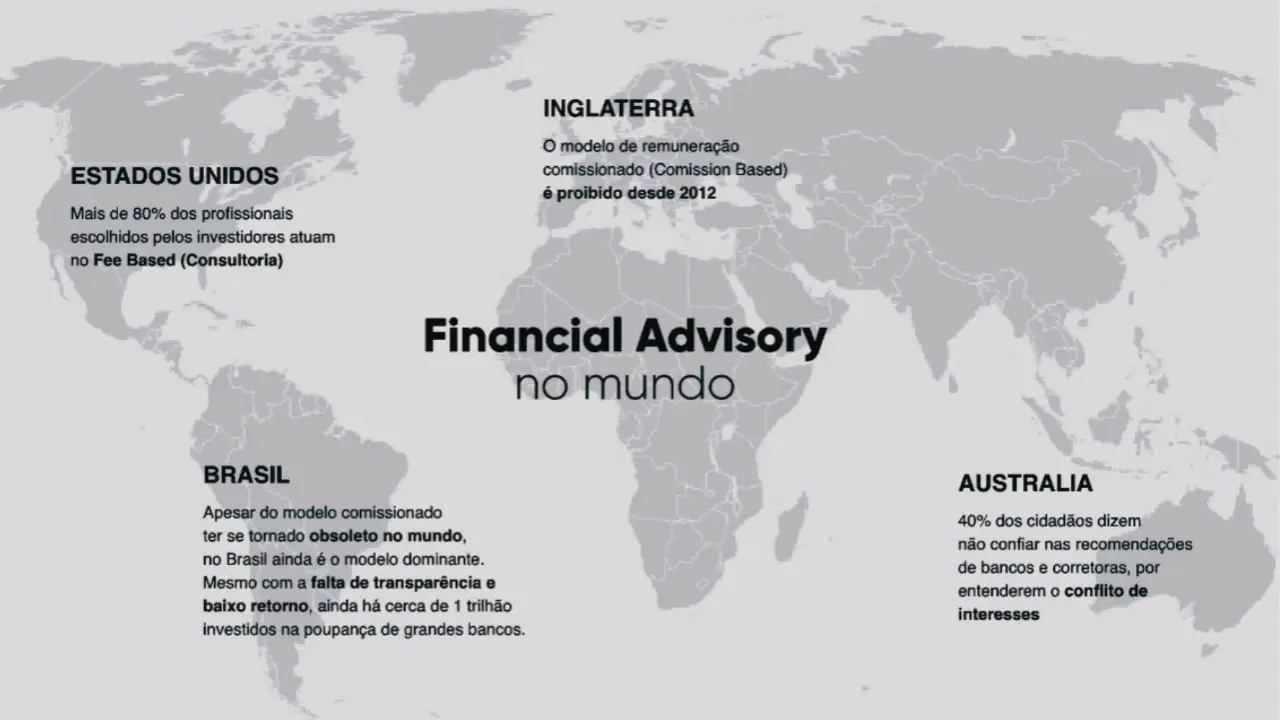 INGLATERRA
O modelo de remuneração
comissionado (Comission Based)
é proibido desde 2012
ESTADOS UNIDOS
Mais de 80% dos profissionais
escolhidos pelos investidores atuam
no Fee Based (Consultoria)
Financial Advisory
no mundo
BRASIL
Apesar do modelo comissionado
ter se tornado obsoleto no mundo,
no Brasil ainda é o modelo dominante.
Mesmo com a falta de transparência e
baixo retorno, ainda há cerca de 1 trilhão
investidos na poupança de grandes bancos.
AUSTRALIA
40% dos cidadãos dizem
não confiar nas recomendações
de bancos e corretoras, por
entenderem o conflito de
interesses